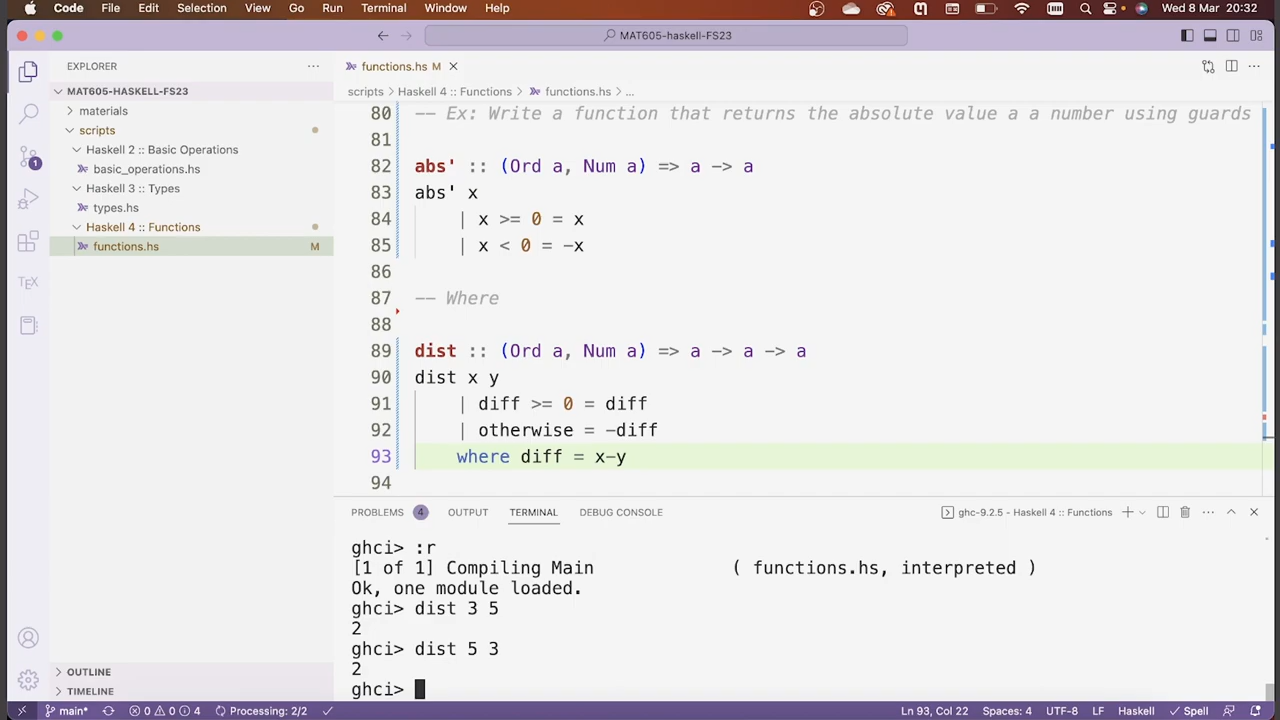 Code File Edit Selection View Go Run Terminal Window Help Wed 8 Mar 20:32
MAT605-haskell-FS23
EXPLORER
MAT605-HASKELL-FS23
materials
scripts
Haskell 2 :: Basic Operations
basic_operations.hs
Haskell 3 :: Types
types.hs
Haskell 4 :: Functions
functions.hs M
OUTLINE
TIMELINE
1
TEX
functions.hs M
scripts > Haskell 4 :: Functions > functions.hs ...
80 -- Ex: Write a function that returns the absolute value a a number using guards
81
82 abs' :: (Ord a, Num a) => a -> a
83 abs' x
84 | x >= 0 = x
85 | x < 0 = -x
86
87 -- Where
88
89 dist :: (Ord a, Num a) => a -> a -> a
90 dist x y
91 | diff >= 0 = diff
92 | otherwise = -diff
93 where diff = x-y
94
PROBLEMS 4 OUTPUT TERMINAL DEBUG CONSOLE ghc-9.2.5 - Haskell 4 :: Functions
ghci> :r
[1 of 1] Compiling Main ( functions.hs, interpreted )
Ok, one module loaded.
ghci> dist 3 5
2
ghci> dist 5 3
2
ghci>
main* 0 0 4 Processing: 2/2 Ln 93, Col 22 Spaces: 4 UTF-8 LF Haskell Spell